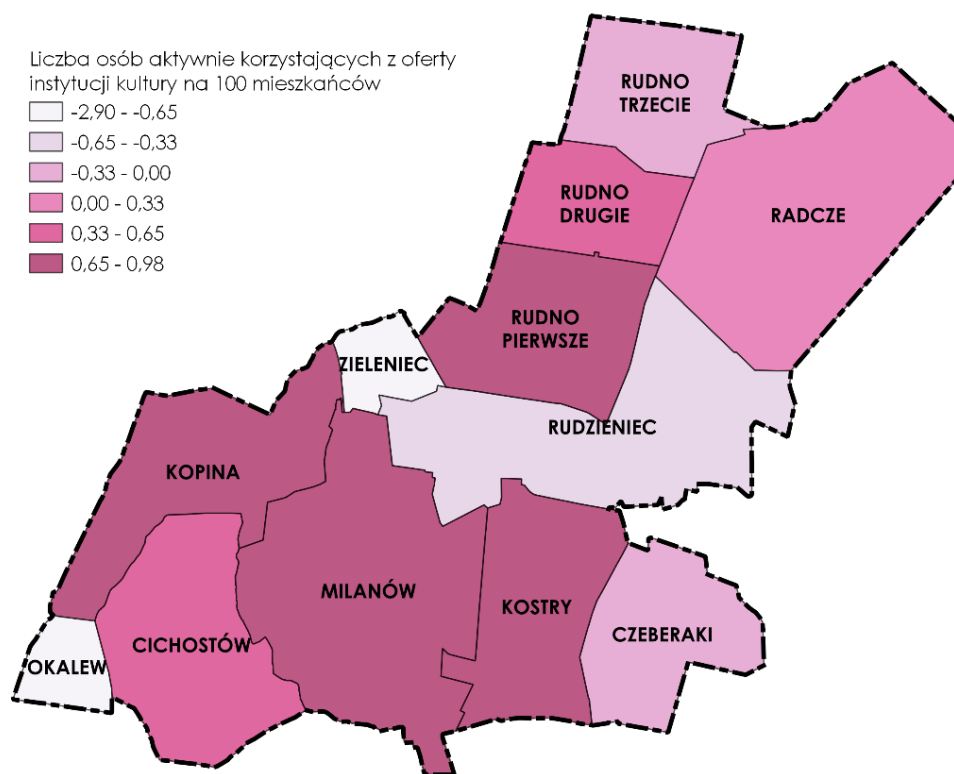 Liczba osób aktywnie korzystających z oferty
instytucji kultury na 100 mieszkańców
-2,90 - -0,65
-0,65 - -0,33
-0,33 - 0,00
0,00 - 0,33
0,33 - 0,65
0,65 - 0,98
RUDNO
TRZECIE
RUDNO
DRUGIE
RADCZE
RUDNO
PIERWSZE
ZIELENIEC
RUDZIENIEC
KOPINA
MILANÓW
KOSTRY
CZEBERAKI
CICHOSTÓW
OKALEW